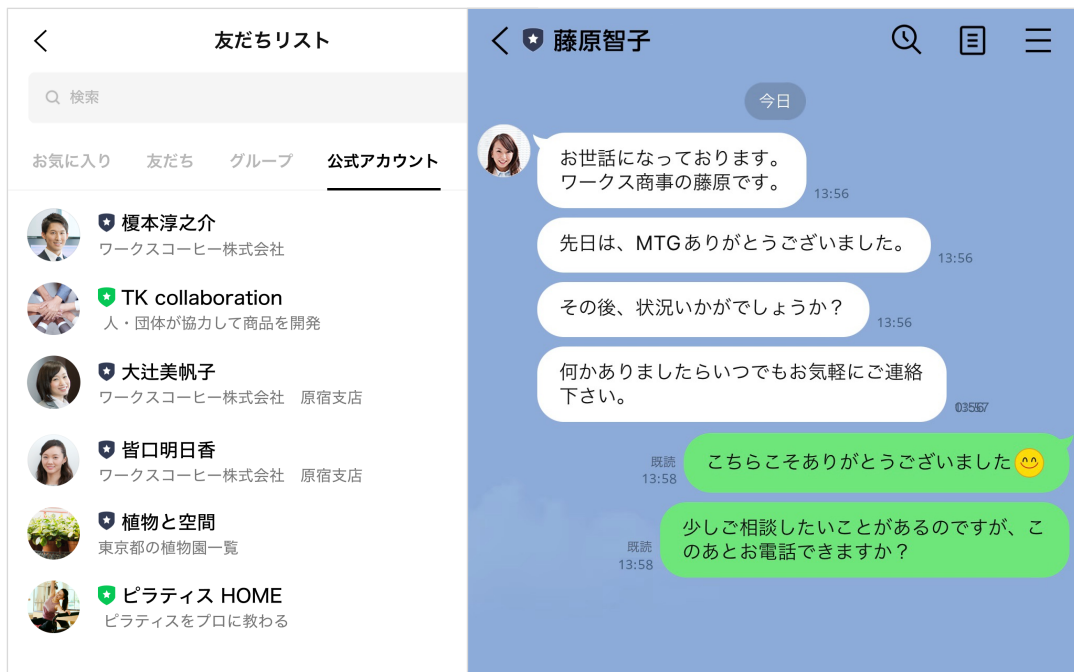 友だちリスト
検索
お気に入り 友だち グループ 公式アカウント
榎本淳之介
ワークスコーヒー株式会社
TK collaboration
人・団体が協力して商品を開発
大辻美帆子
ワークスコーヒー株式会社 原宿支店
皆口明日香
ワークスコーヒー株式会社 原宿支店
植物と空間
東京都の植物園一覧
ピラティス HOME
ピラティスをプロに教わる
藤原智子
今日
お世話になっております。
ワークス商事の藤原です。
13:56
先日は、MTGありがとうございました。
13:56
その後、状況いかがでしょうか？
13:56
何かありましたらいつでもお気軽にご連絡
下さい。
こちらこそありがとうございました
既読
13:58
少しご相談したいことがあるのですが、こ
のあとお電話できますか？
既読
13:58